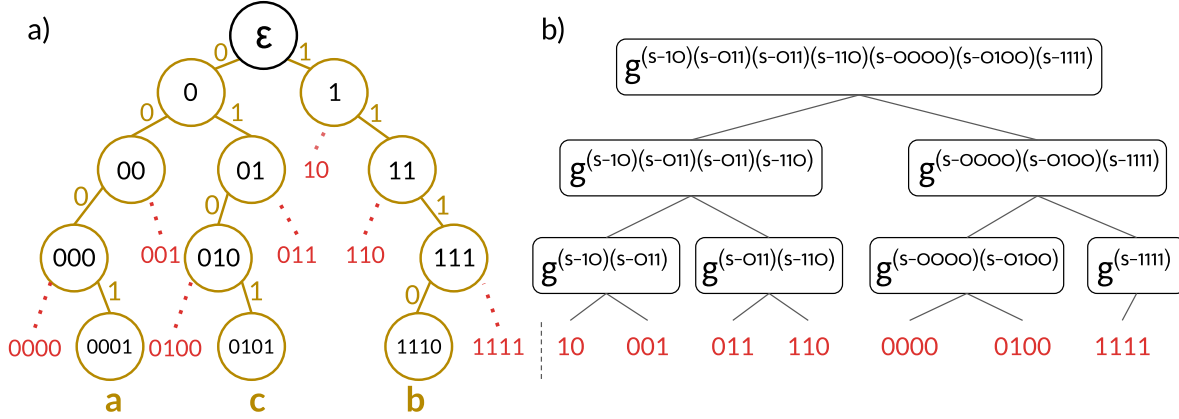 a)
ε
0 1
0 1
0 1 1
00 01 10 11
0 0 1
000 001 010 011 110 111
1 1 0
0000 0001 0100 0101 1110 1111
a c b
b)
g(s-10)(s-011)(s-011)(s-110)(s-0000)(s-0100)(s-1111)
g(s-10)(s-011)(s-011)(s-110) g(s-0000)(s-0100)(s-1111)
g(s-10)(s-011) g(s-011)(s-110) g(s-0000)(s-0100) g(s-1111)
10 001 011 110 0000 0100 1111